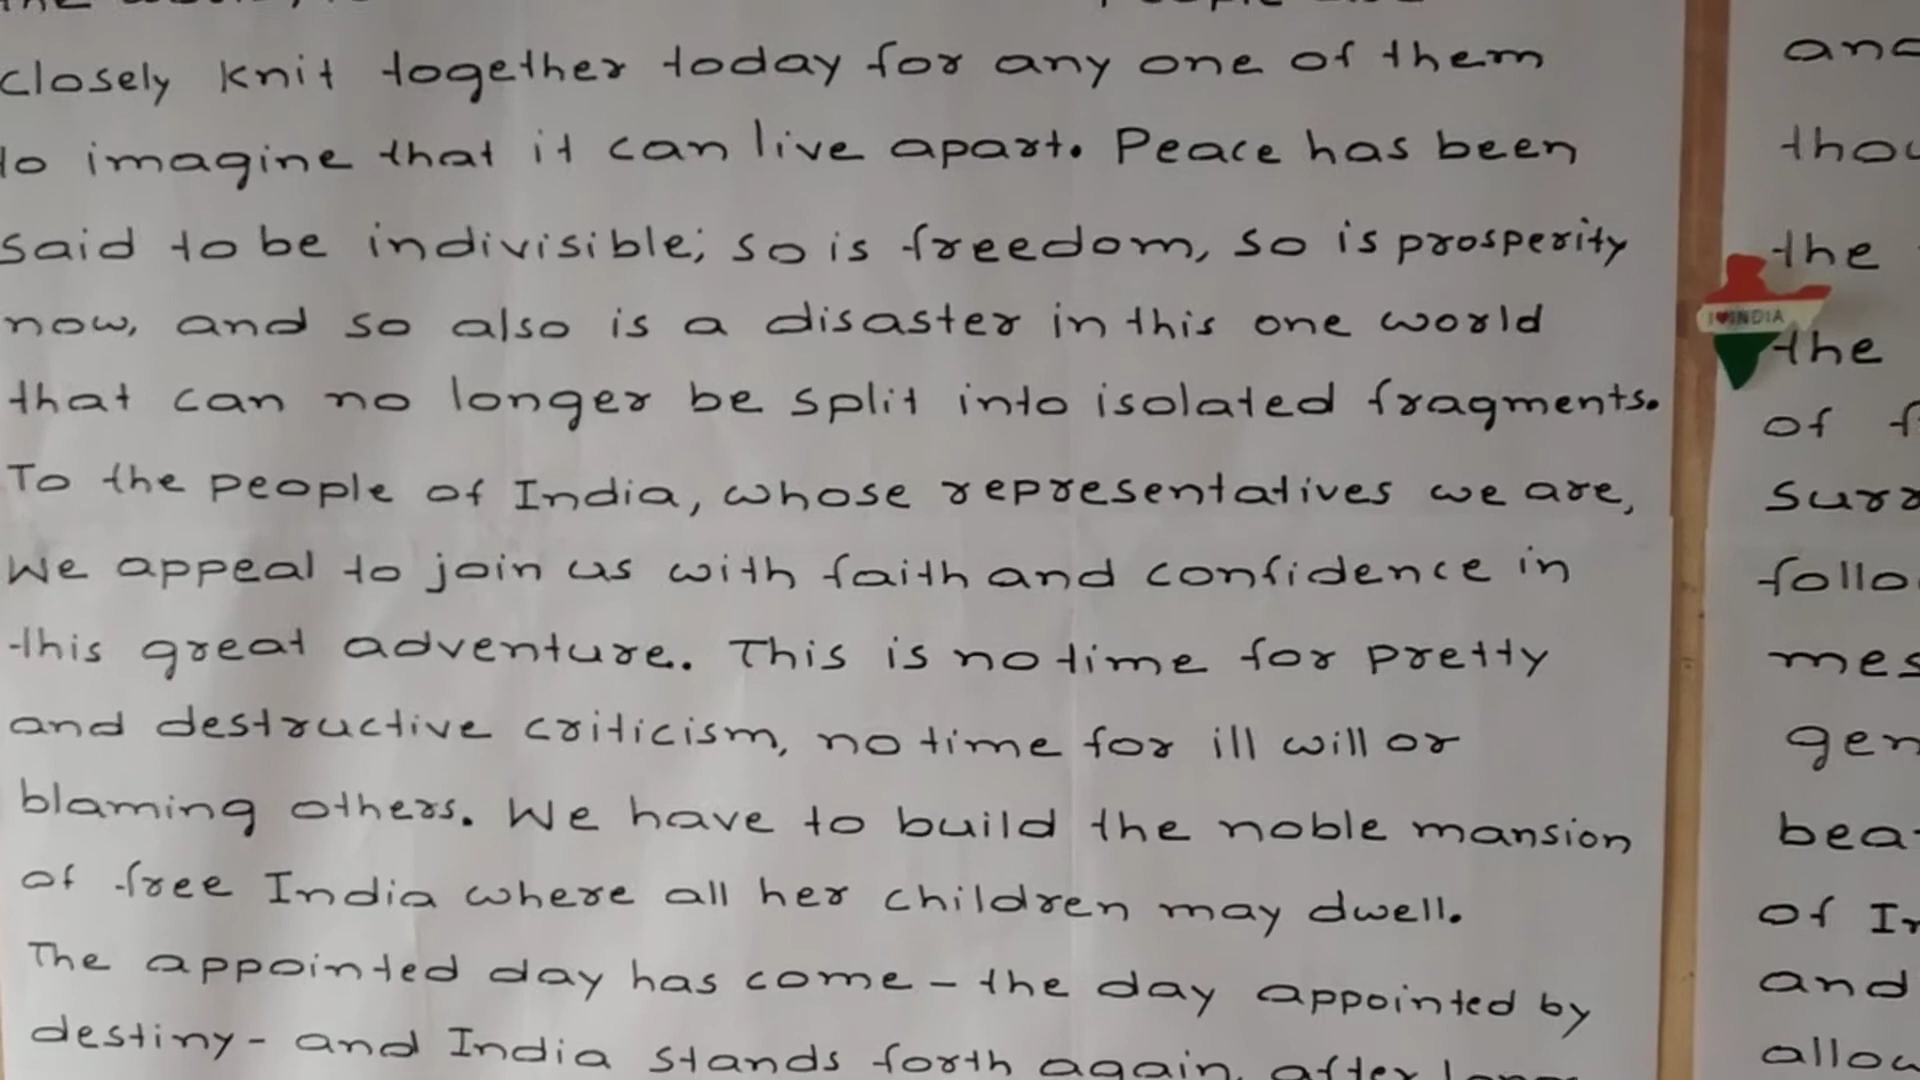 closely knit together today for any one of them
to imagine that it can live apart. Peace has been
said to be indivisible; so is freedom, so is prosperity
now, and so also is a disaster in this one world
that can no longer be split into isolated fragments.
To the people of India, whose representatives we are,
We appeal to join us with faith and confidence in
this great adventure. This is no time for pretty
and destructive criticism, no time for ill will or
blaming others. We have to build the noble mansion
of free India where all her children may dwell.
The appointed day has come - the day appointed by
destiny - and India stands forth again, after long
the
I ♥ INDIA
the
of
and